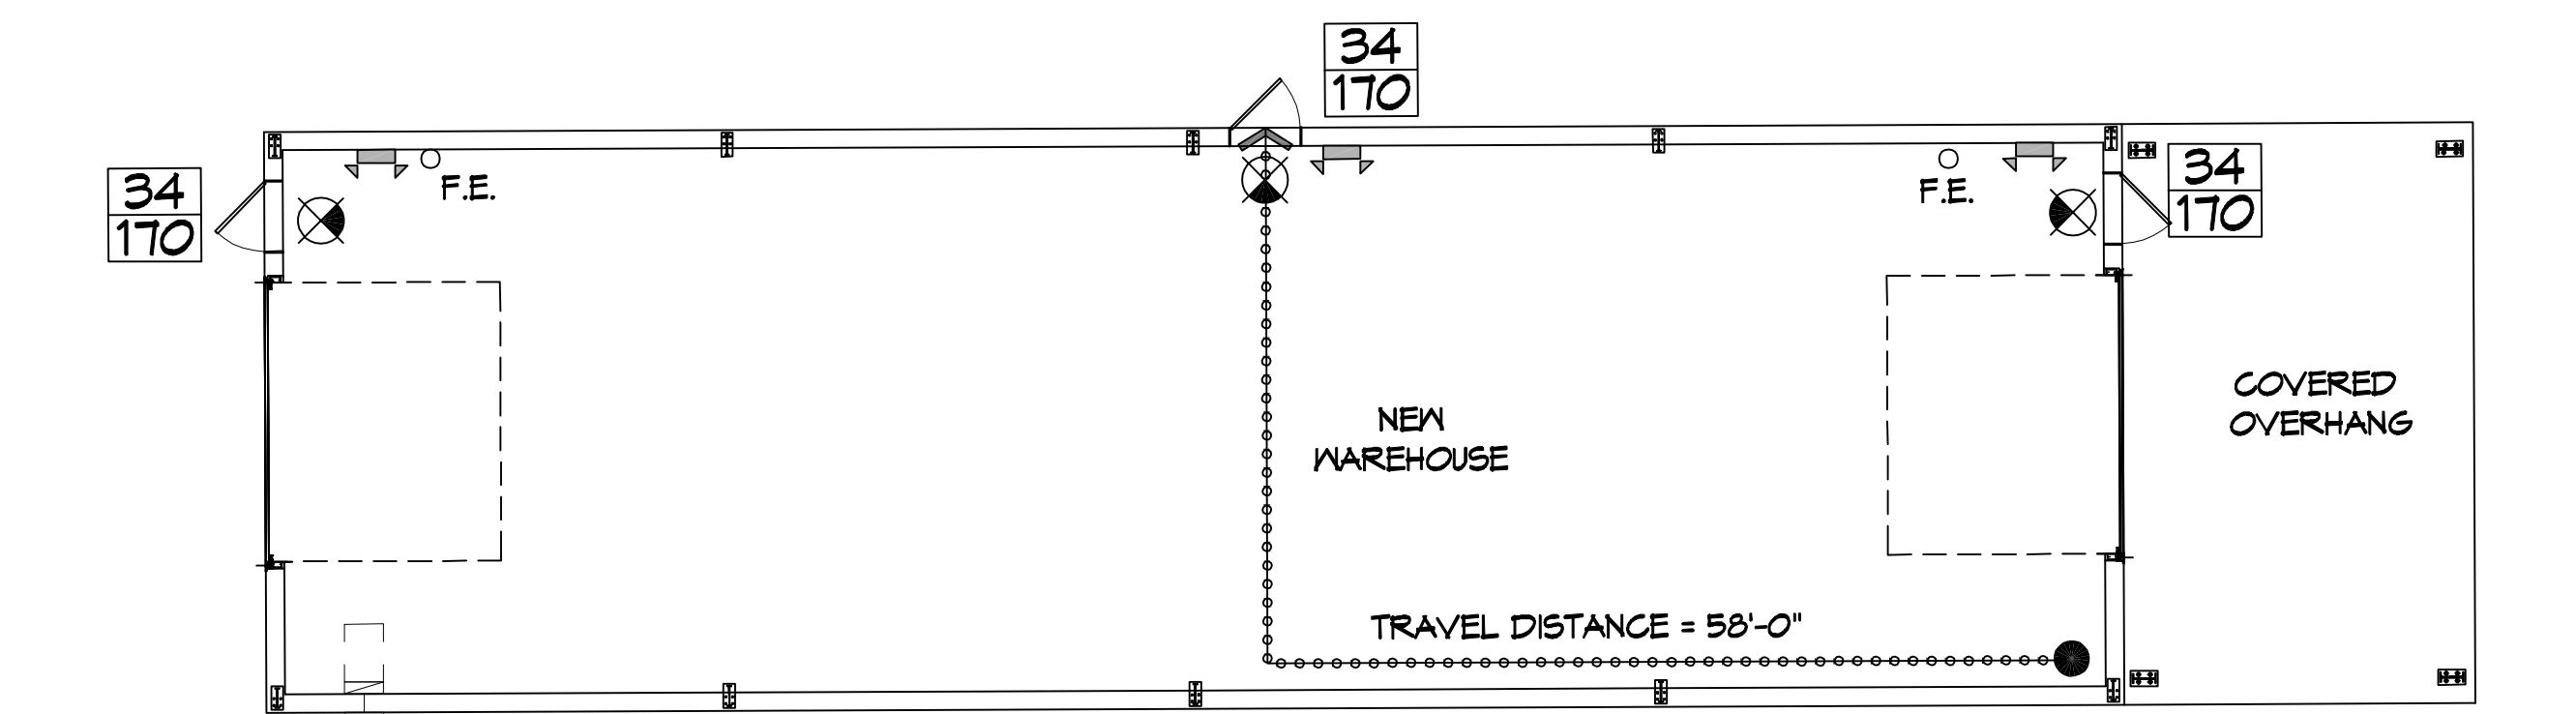 34
170
34
170
34
170
F.E.
F.E.
NEW
WAREHOUSE
COVERED
OVERHANG
TRAVEL DISTANCE = 58'-0"